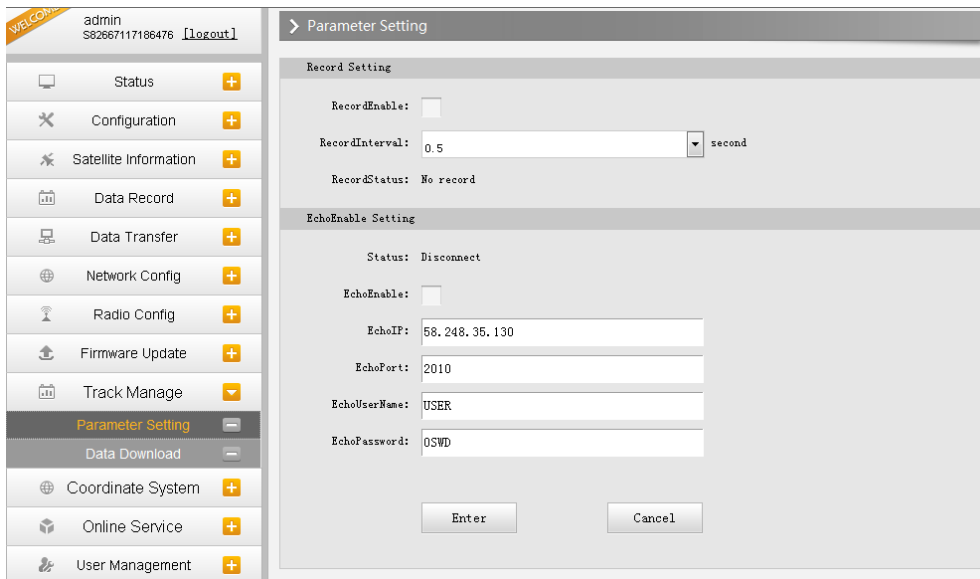 WELCOME
admin
S82667117186476 [logout]
Status
Configuration
Satellite Information
Data Record
Data Transfer
Network Config
Radio Config
Firmware Update
Track Manage
Parameter Setting
Data Download
Coordinate System
Online Service
User Management
Parameter Setting
Record Setting
RecordEnable:
RecordInterval: 0.5 second
RecordStatus: No record
EchoEnable Setting
Status: Disconnect
EchoEnable:
EchoIP: 58.248.35.130
EchoPort: 2010
EchoUserName: USER
EchoPassword: OSWD
Enter Cancel